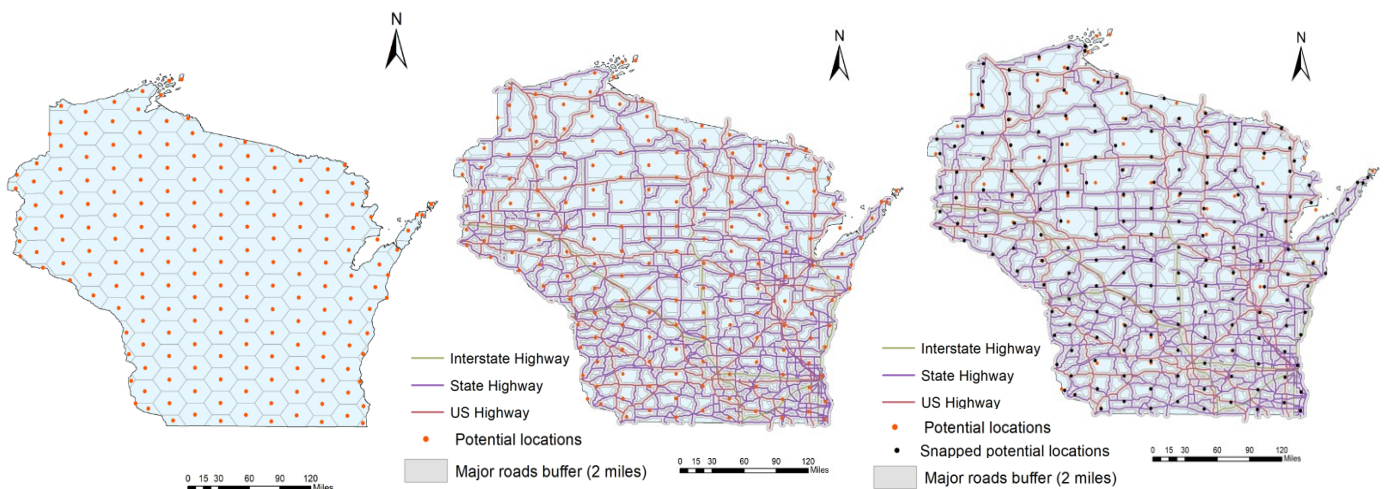 N
0 15 30 60 90 120
Miles
N
Interstate Highway
State Highway
US Highway
Potential locations
Major roads buffer (2 miles)
0 15 30 60 90 120
Miles
N
Interstate Highway
State Highway
US Highway
Potential locations
Snapped potential locations
Major roads buffer (2 miles)
0 15 30 60 90 120
Miles